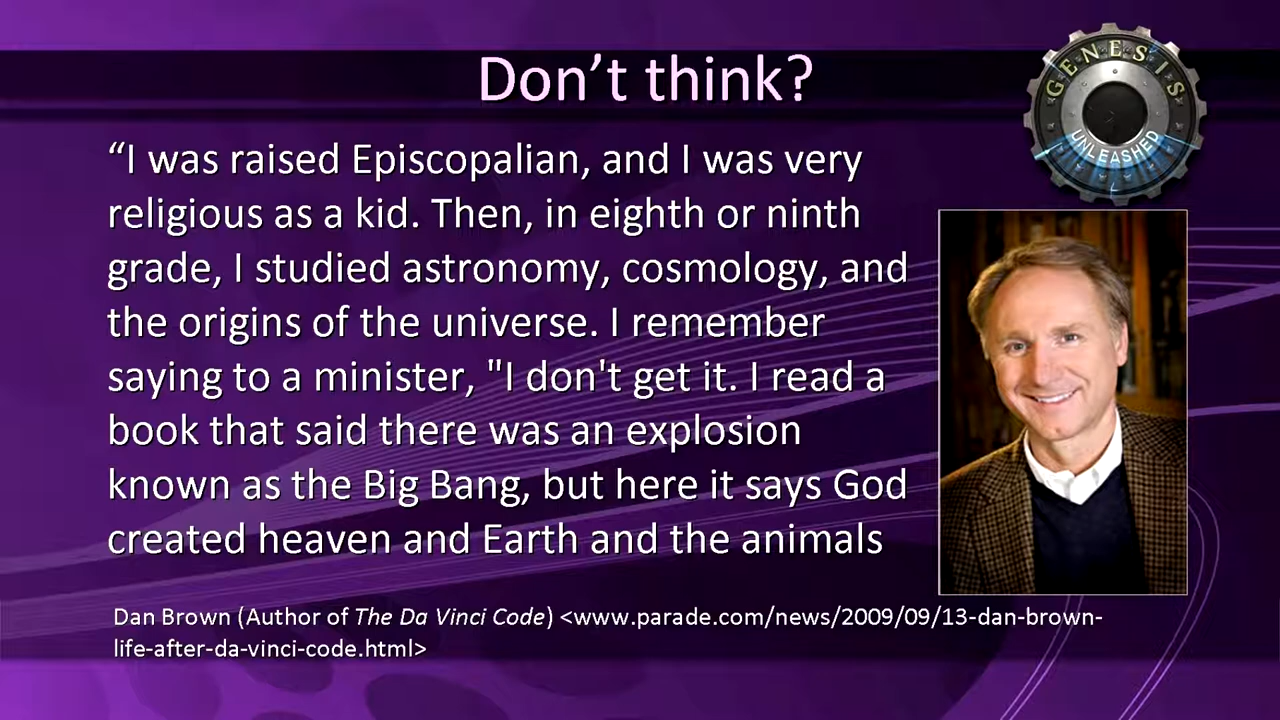 Don’t think?
GENESIS
UNLEASHED
“I was raised Episcopalian, and I was very
religious as a kid. Then, in eighth or ninth
grade, I studied astronomy, cosmology, and
the origins of the universe. I remember
saying to a minister, "I don't get it. I read a
book that said there was an explosion
known as the Big Bang, but here it says God
created heaven and Earth and the animals
Dan Brown (Author of The Da Vinci Code) <www.parade.com/news/2009/09/13-dan-brown-
life-after-da-vinci-code.html>